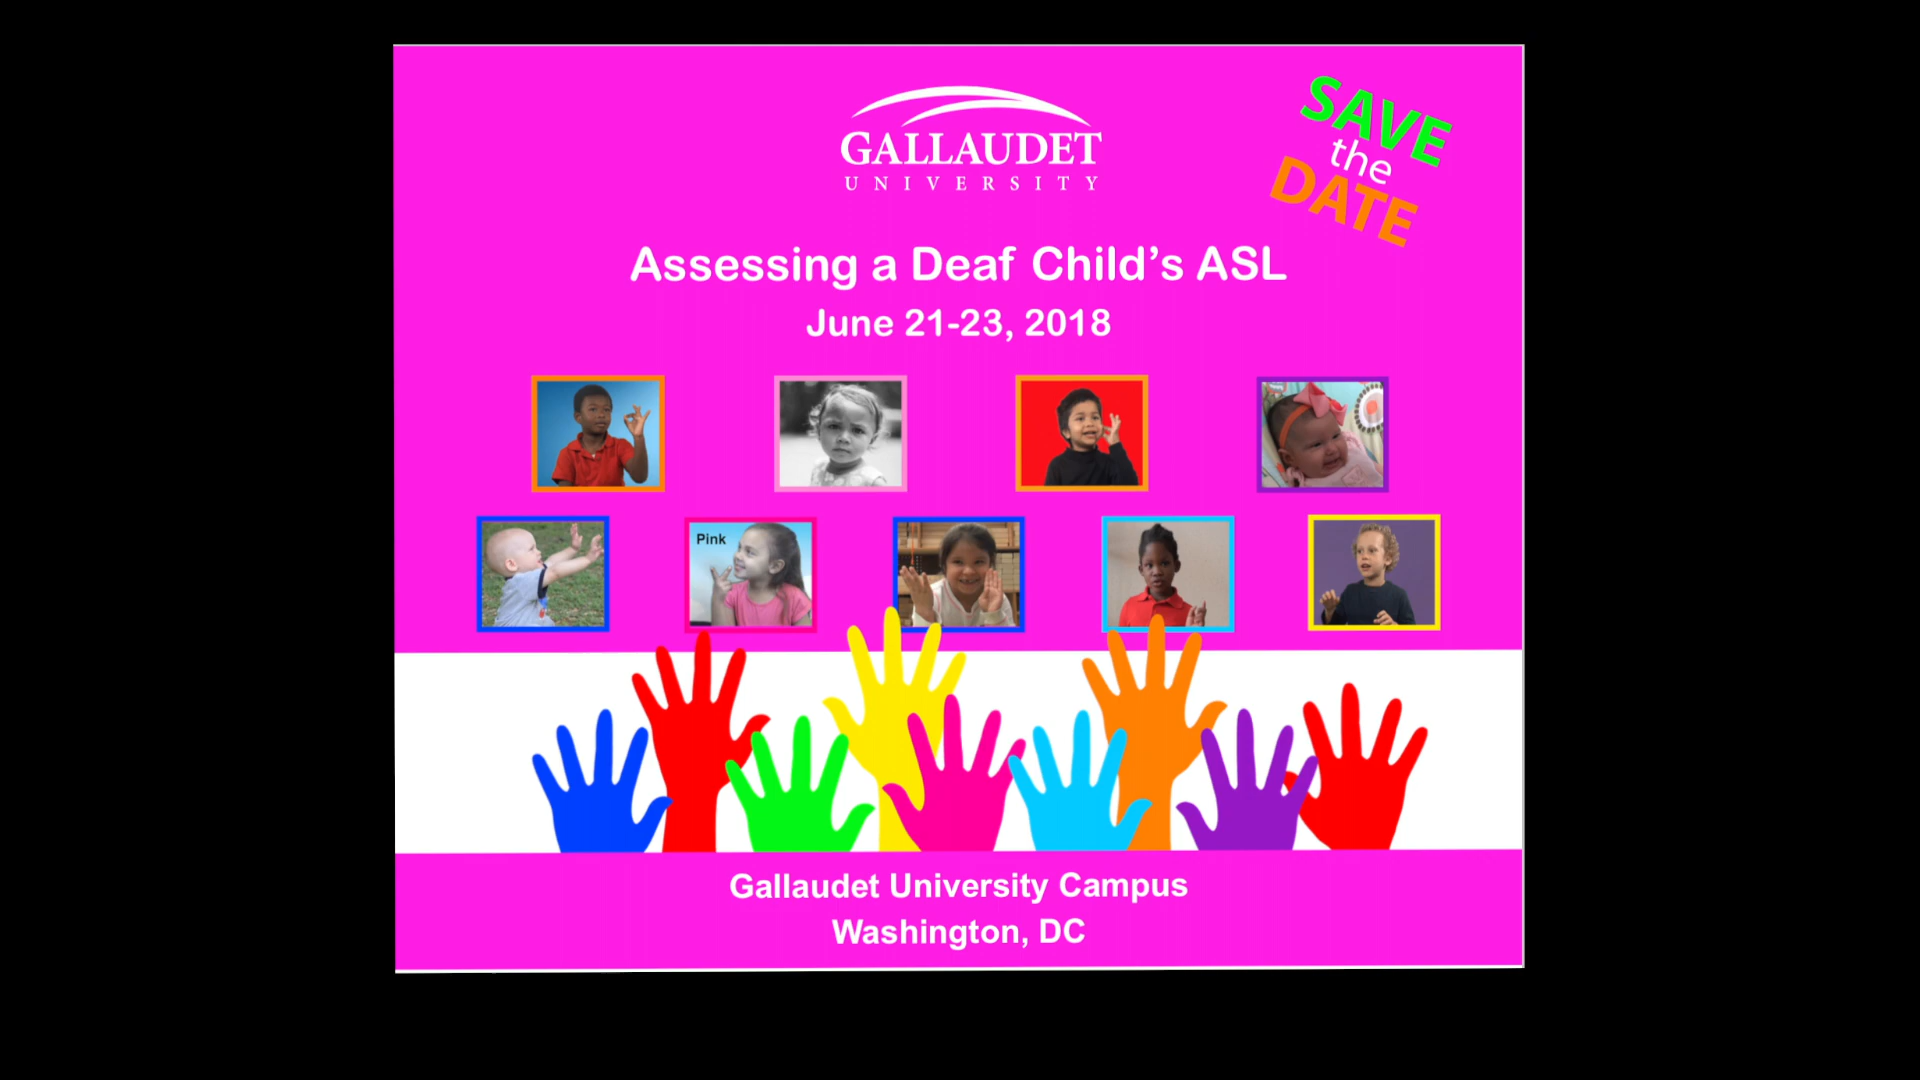 GALLAUDET
UNIVERSITY
SAVE
the
DATE
Assessing a Deaf Child’s ASL
June 21-23, 2018
Pink
Gallaudet University Campus
Washington, DC